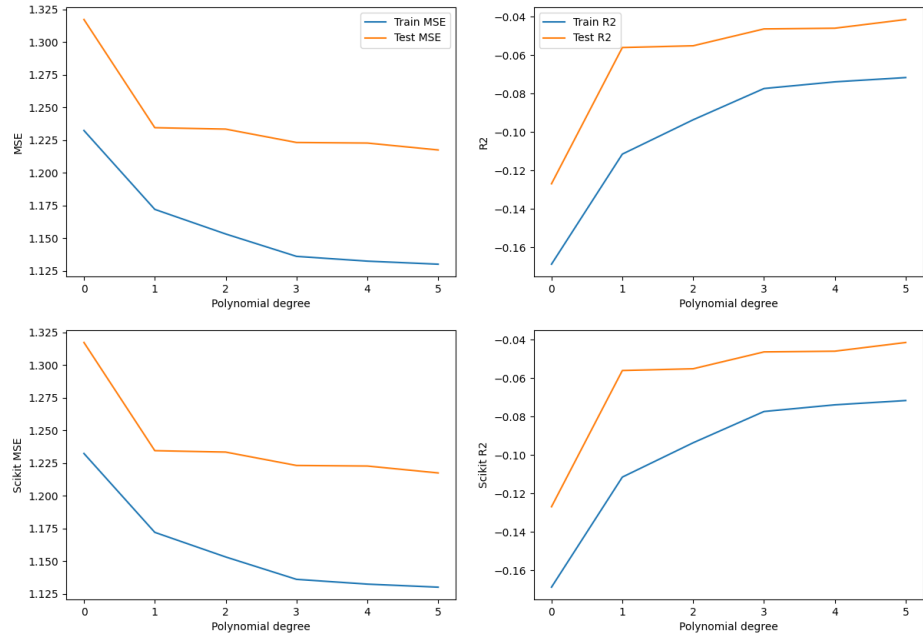 1.325
1.300
1.275
1.250
1.225
1.200
1.175
1.150
1.125
MSE
Train MSE
Test MSE
0 1 2 3 4 5
Polynomial degree
−0.04
−0.06
−0.08
−0.10
−0.12
−0.14
−0.16
R2
Train R2
Test R2
0 1 2 3 4 5
Polynomial degree
1.325
1.300
1.275
1.250
1.225
1.200
1.175
1.150
1.125
Scikit MSE
0 1 2 3 4 5
Polynomial degree
−0.04
−0.06
−0.08
−0.10
−0.12
−0.14
−0.16
Scikit R2
0 1 2 3 4 5
Polynomial degree